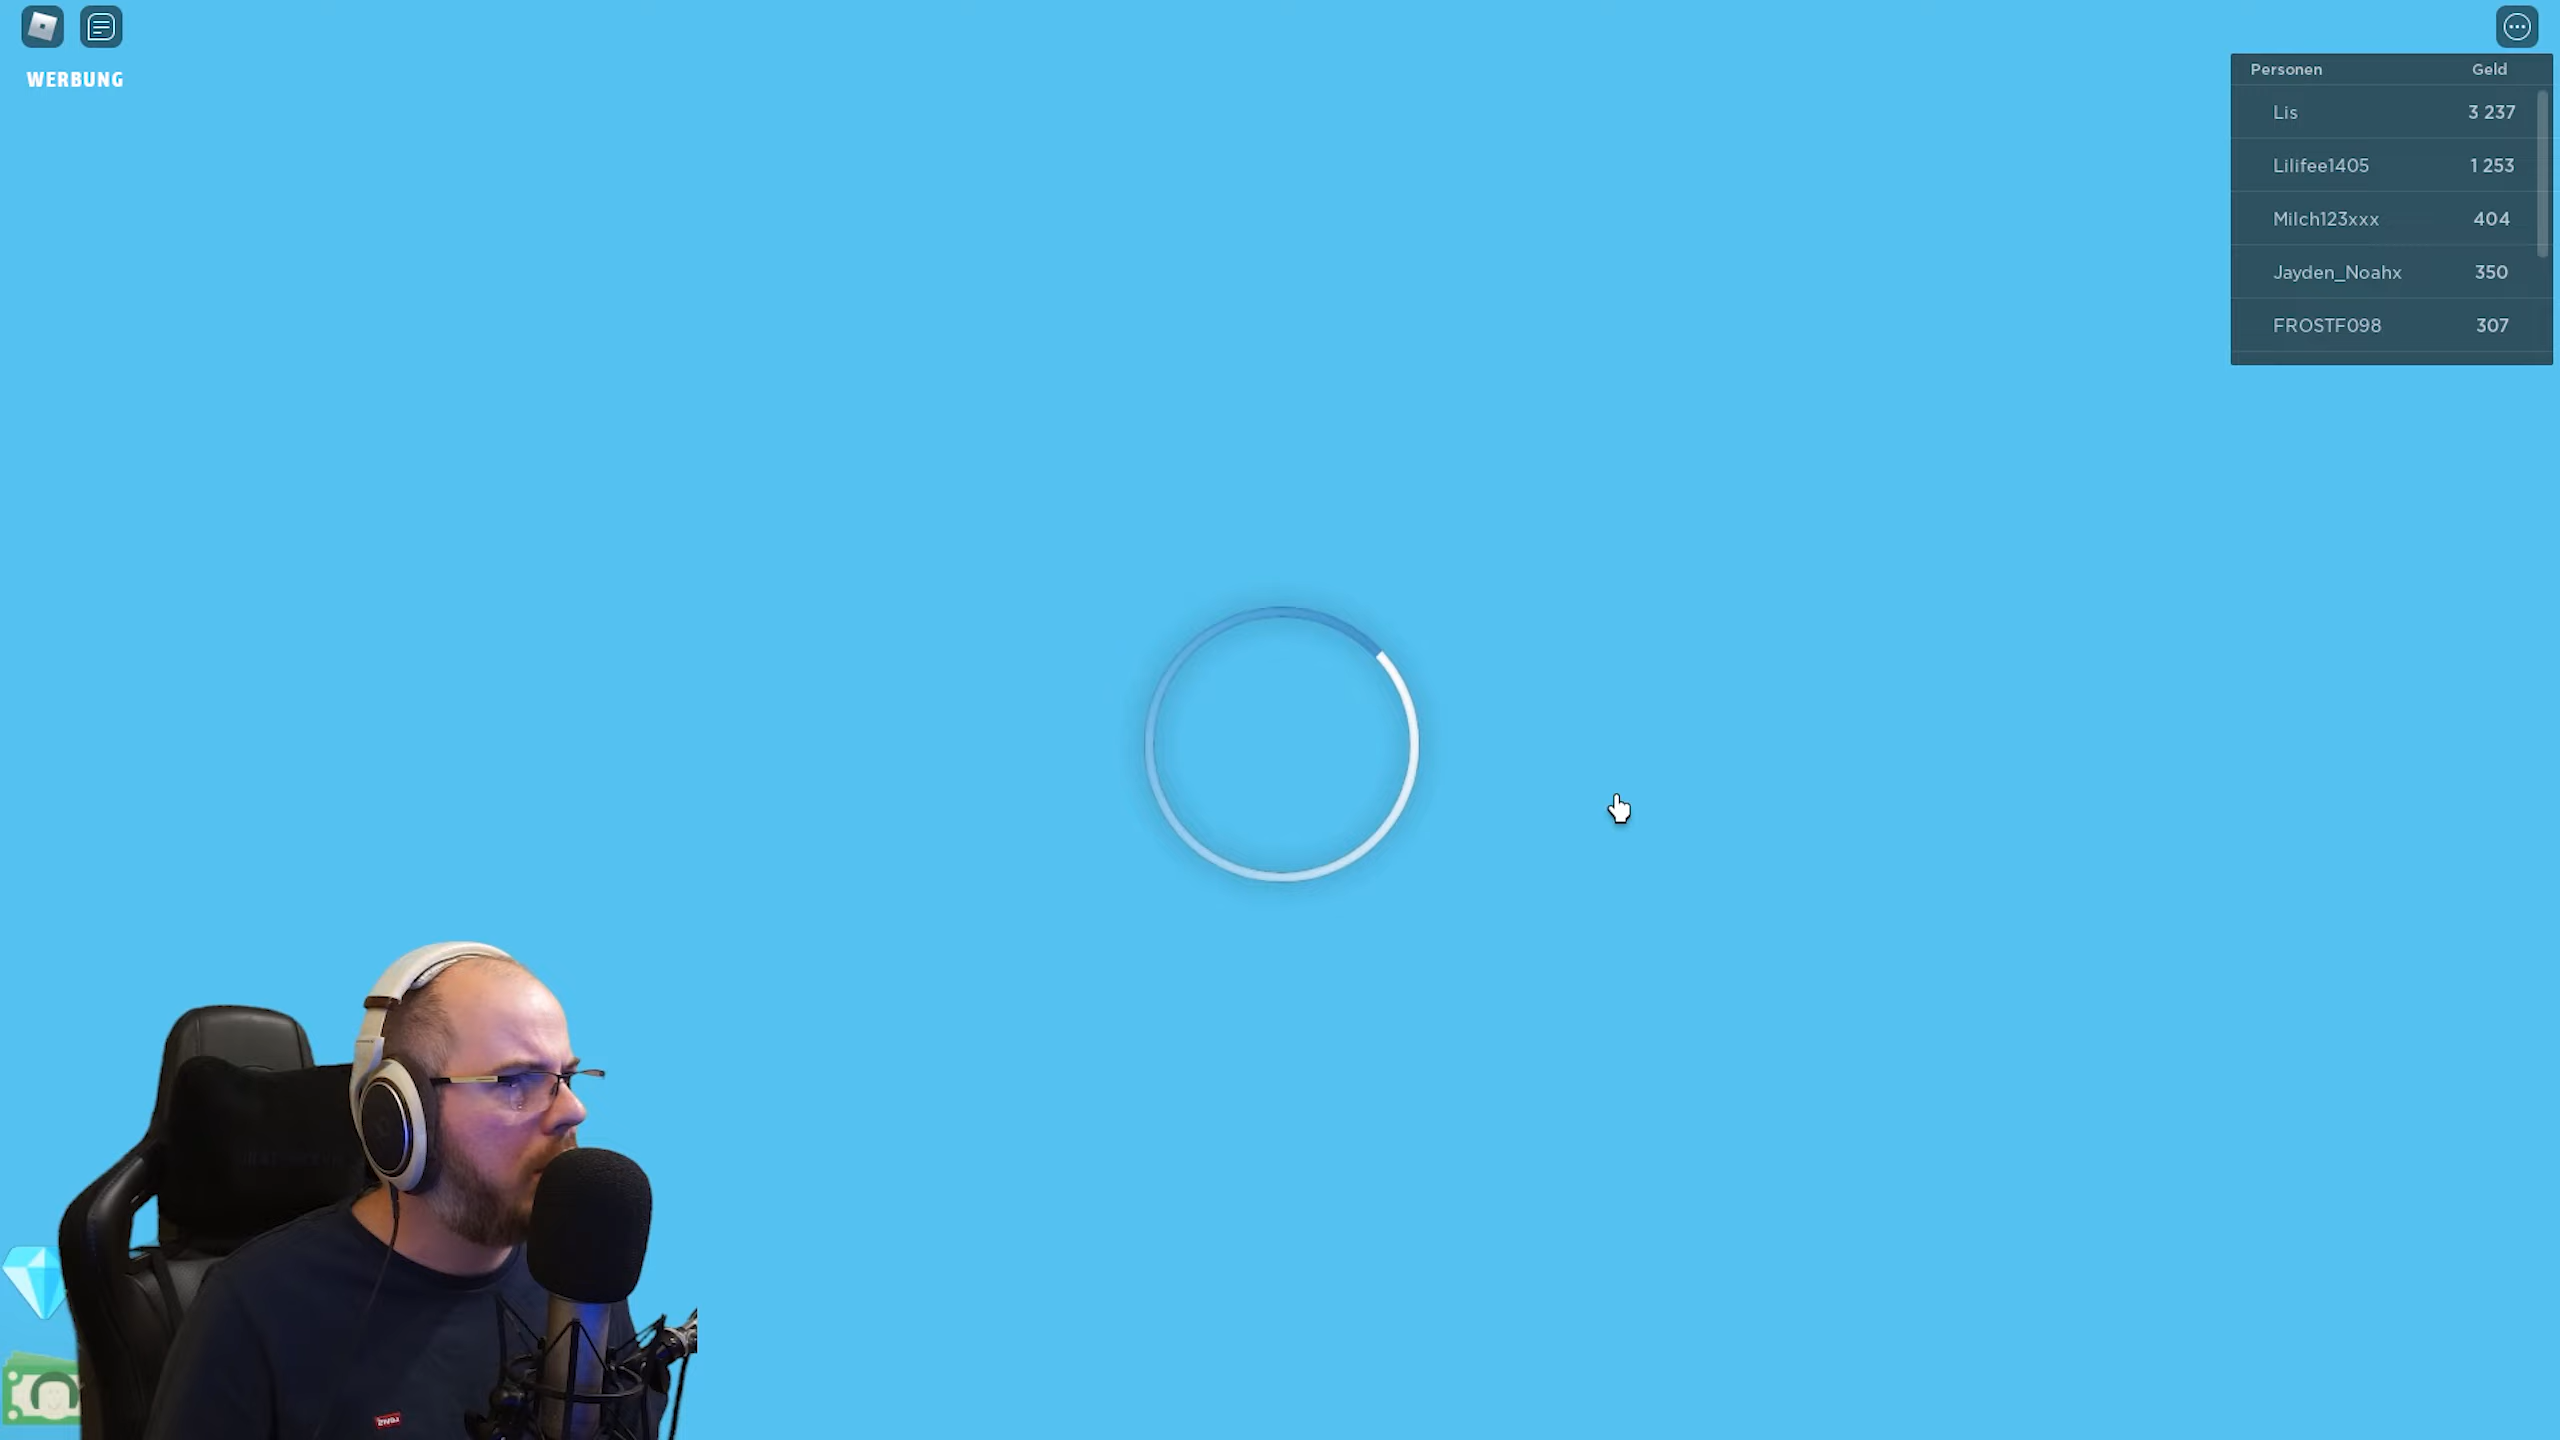 WERBUNG
Personen Geld
Lis 3 237
Lilifee1405 1 253
Milch123xxx 404
Jayden_Noahx 350
FROSTF098 307